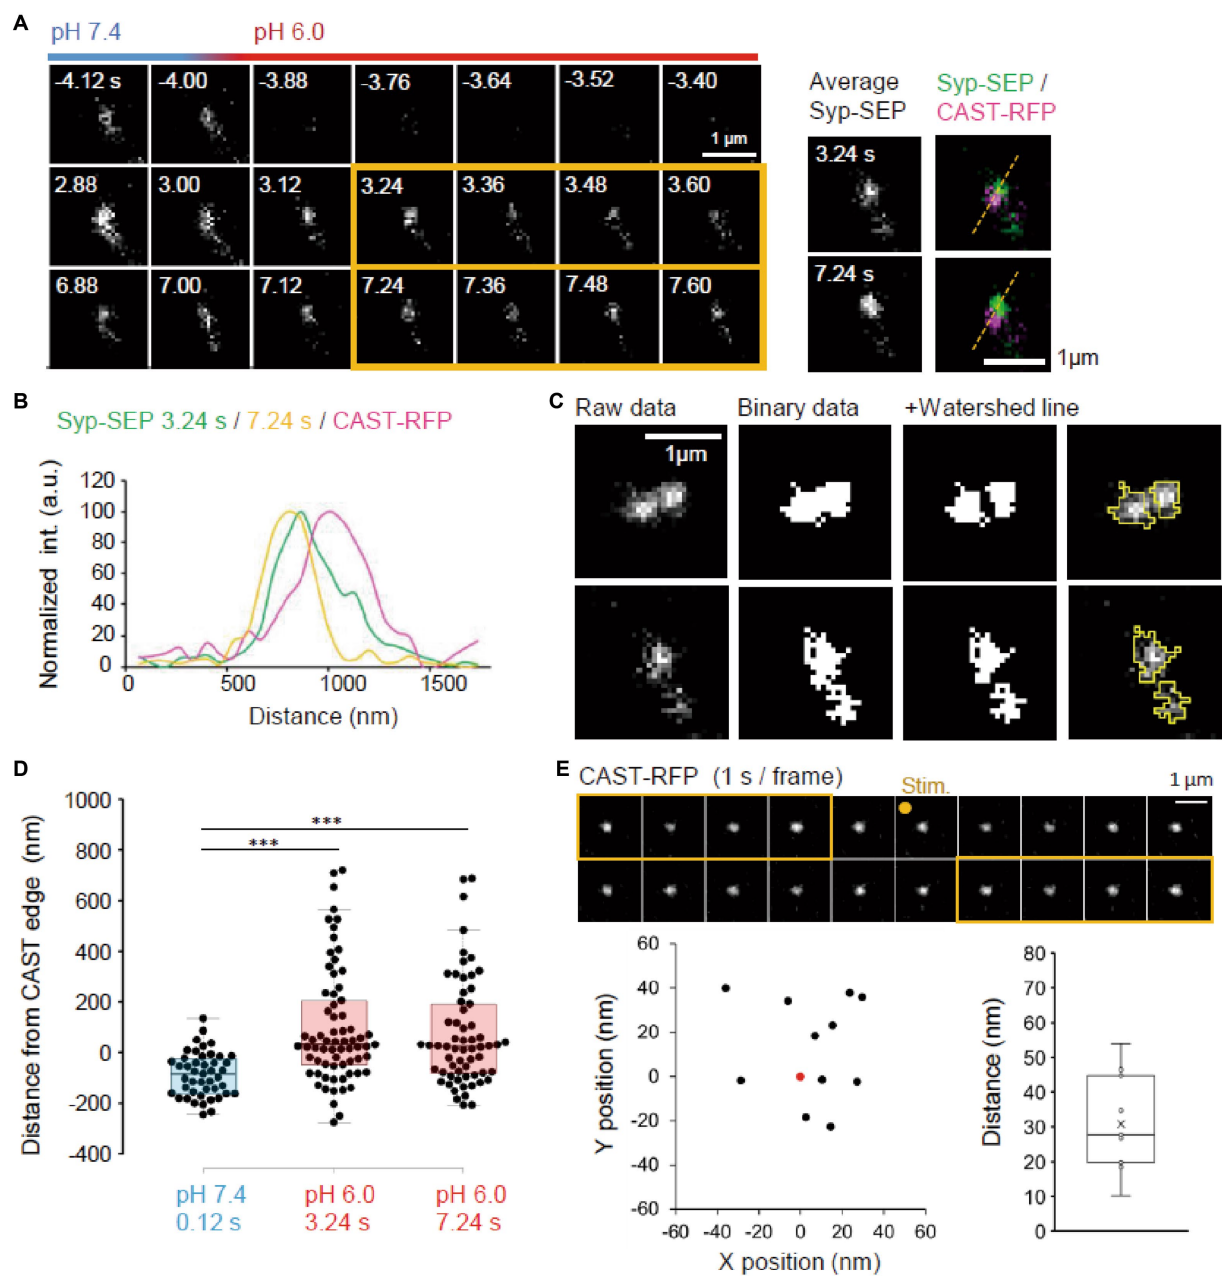 A
pH 7.4
pH 6.0
-4.12 s
-4.00
-3.88
-3.76
-3.64
-3.52
-3.40
1 µm
2.88
3.00
3.12
3.24
3.36
3.48
3.60
6.88
7.00
7.12
7.24
7.36
7.48
7.60
Average
Syp-SEP
Syp-SEP /
CAST-RFP
3.24 s
7.24 s
1µm
B
Syp-SEP 3.24 s / 7.24 s / CAST-RFP
Normalized int. (a.u.)
120
100
80
60
40
20
0
0
500
1000
1500
Distance (nm)
C
Raw data
Binary data
+Watershed line
1µm
D
Distance from CAST edge (nm)
1000
800
600
400
200
0
-200
-400
***
***
pH 7.4
0.12 s
pH 6.0
3.24 s
pH 6.0
7.24 s
E
CAST-RFP (1 s / frame)
Stim.
1 µm
Y position (nm)
60
40
20
0
-20
-40
-60
-60
-40
-20
0
20
40
60
X position (nm)
Distance (nm)
80
70
60
50
40
30
20
10
0